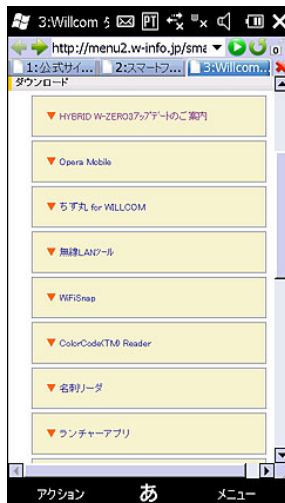 3:Willcom
PT
http://menu2.w-info.jp/sma
1:公式サイ... 2:スマートフ... 3:Willcom...
ダウンロード
▼ HYBRID W-ZERO3アップデートのご案内
▼ Opera Mobile
▼ ちず丸 for WILLCOM
▼ 無線LANツール
▼ WiFiSnap
▼ ColorCode(TM) Reader
▼ 名刺リーダ
▼ ランチャーアプリ
アクション あ メニュー